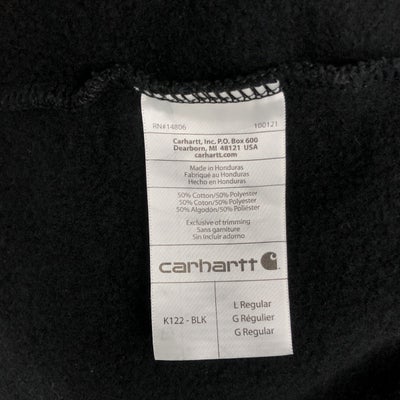 RN#14806 100121
Carhartt, Inc. P.O. Box 600
Dearborn, MI 48121 USA
carhartt.com
Made in Honduras
Fabriqué au Honduras
Hecho en Honduras
50% Cotton/50% Polyester
50% Coton/50% Polyester
50% Algodón/50% Poliéster
Exclusive of trimming
Sans garniture
Sin incluir adorno
carhartt
K122 - BLK
L Regular
G Régulier
G Regular